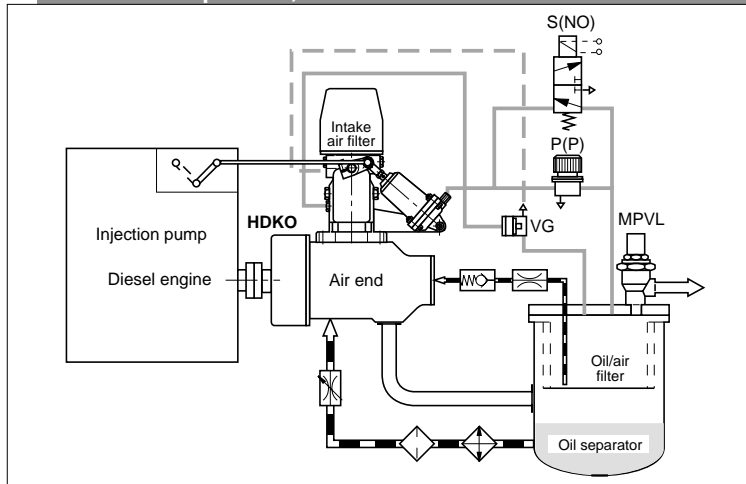 S(NO)
Intake
air filter
P(P)
HDKO
VG
MPVL
Injection pump
Diesel engine
Air end
Oil/air
filter
Oil separator